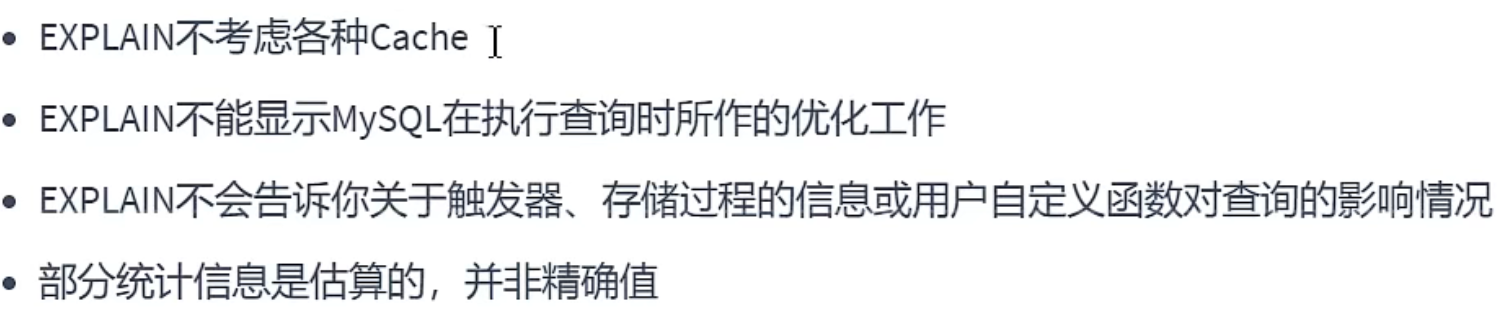 • EXPLAIN不考虑各种Cache
• EXPLAIN不能显示MySQL在执行查询时所作的优化工作
• EXPLAIN不会告诉你关于触发器、存储过程的信息或用户自定义函数对查询的影响情况
• 部分统计信息是估算的，并非精确值